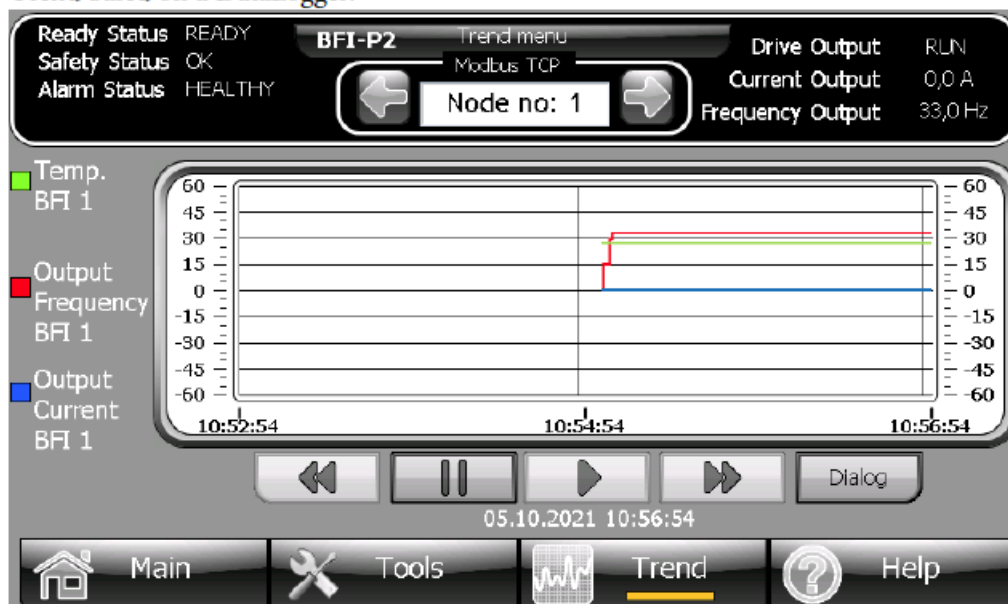 Ready Status READY
Safety Status OK
Alarm Status HEALTHY
BFI-P2 Trend menu
Modbus TCP
Node no: 1
Drive Output RUN
Current Output 0,0 A
Frequency Output 33,0 Hz
Temp.
BFI 1
Output
Frequency
BFI 1
Output
Current
BFI 1
60 60
45 45
30 30
15 15
0 0
-15 -15
-30 -30
-45 -45
-60 -60
10:52:54 10:54:54 10:56:54
Dialog
05.10.2021 10:56:54
Main Tools Trend Help